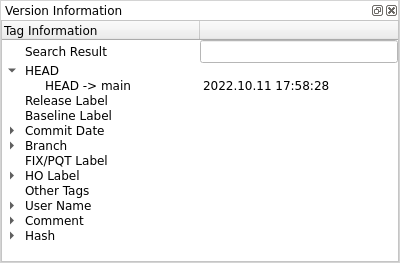 Version Information
Tag Information
Search Result
HEAD
HEAD -> main 2022.10.11 17:58:28
Release Label
Baseline Label
Commit Date
Branch
FIX/PQT Label
HO Label
Other Tags
User Name
Comment
Hash